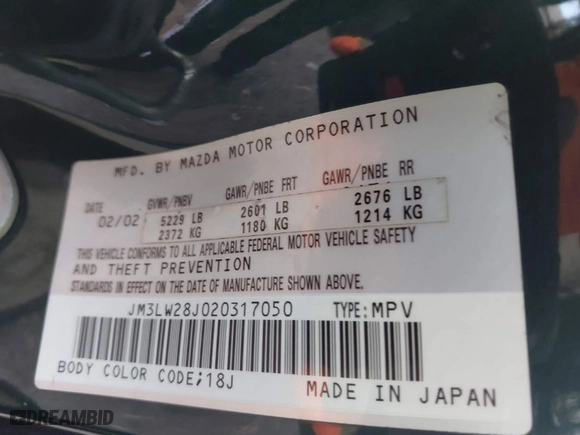 MFD. BY MAZDA MOTOR CORPORATION
DATE GVWR/PNBV GAWR/PNBE FRT GAWR/PNBE RR
02/02 5229 LB 2601 LB 2676 LB
2372 KG 1180 KG 1214 KG
THIS VEHICLE CONFORMS TO ALL APPLICABLE FEDERAL MOTOR VEHICLE SAFETY
AND THEFT PREVENTION
STANDARDS IN EFFECT ON THE DATE OF MANUFACTURE SHOWN ABOVE.
JM3LW28J020317050 TYPE:MPV
BODY COLOR CODE;18J MADE IN JAPAN
DREAMBID